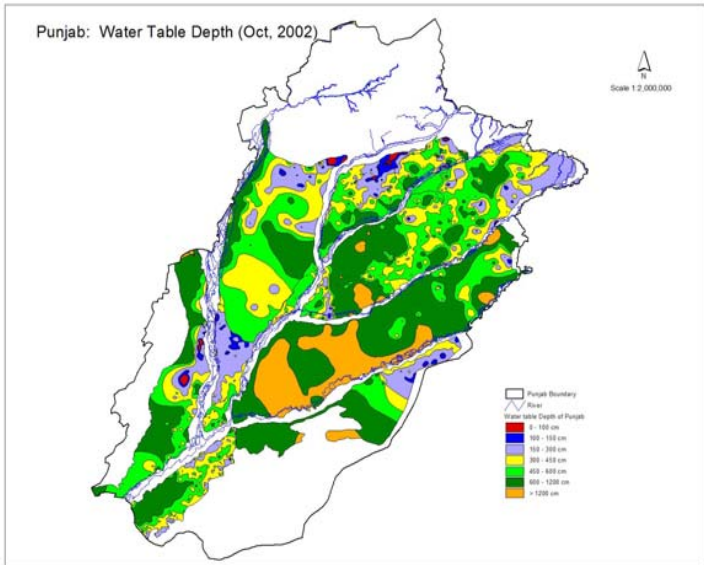 Punjab: Water Table Depth (Oct, 2002)
N
Scale 1:2,000,000
Punjab Boundary
River
Water table Depth of Punjab
0 - 100 cm
100 - 150 cm
150 - 300 cm
300 - 450 cm
450 - 600 cm
600 - 1200 cm
> 1200 cm